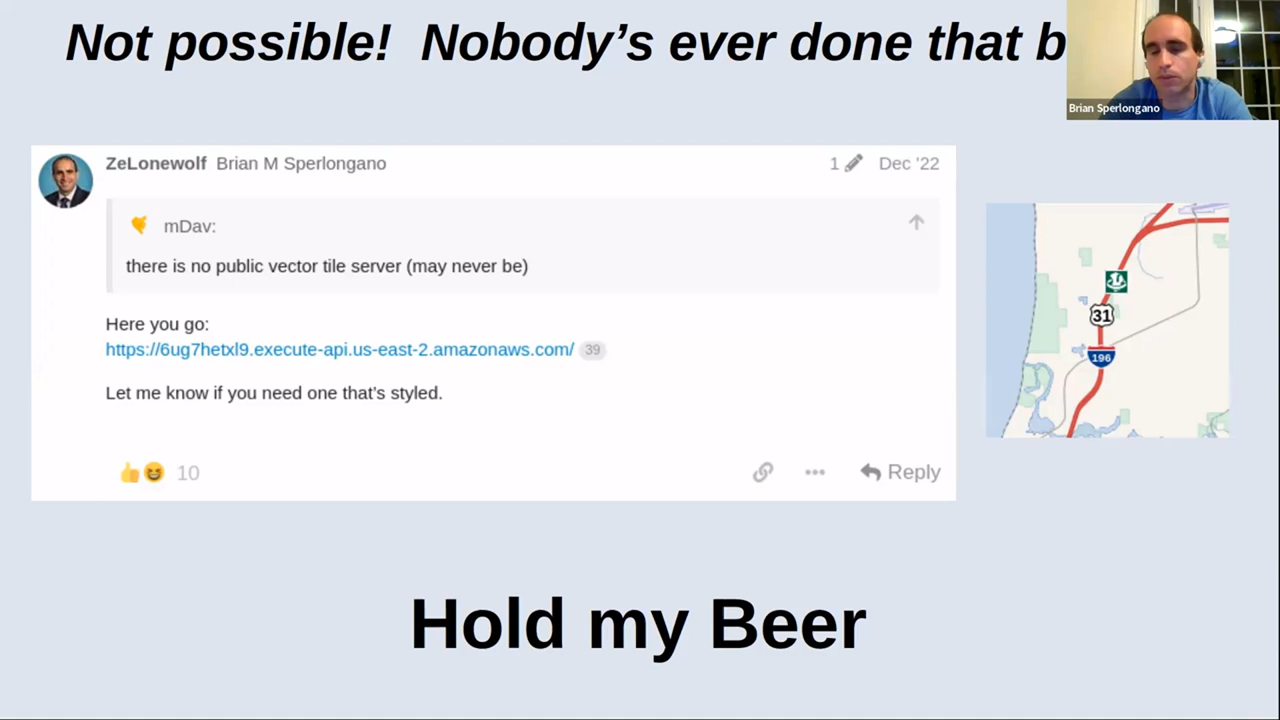 Not possible! Nobody's ever done that b
Brian Sperlongano
ZeLonewolf Brian M Sperlongano
1 Dec '22
mDav:
there is no public vector tile server (may never be)
Here you go:
https://6ug7hetxl9.execute-api.us-east-2.amazonaws.com/ 39
Let me know if you need one that's styled.
10
Reply
31
196
Hold my Beer